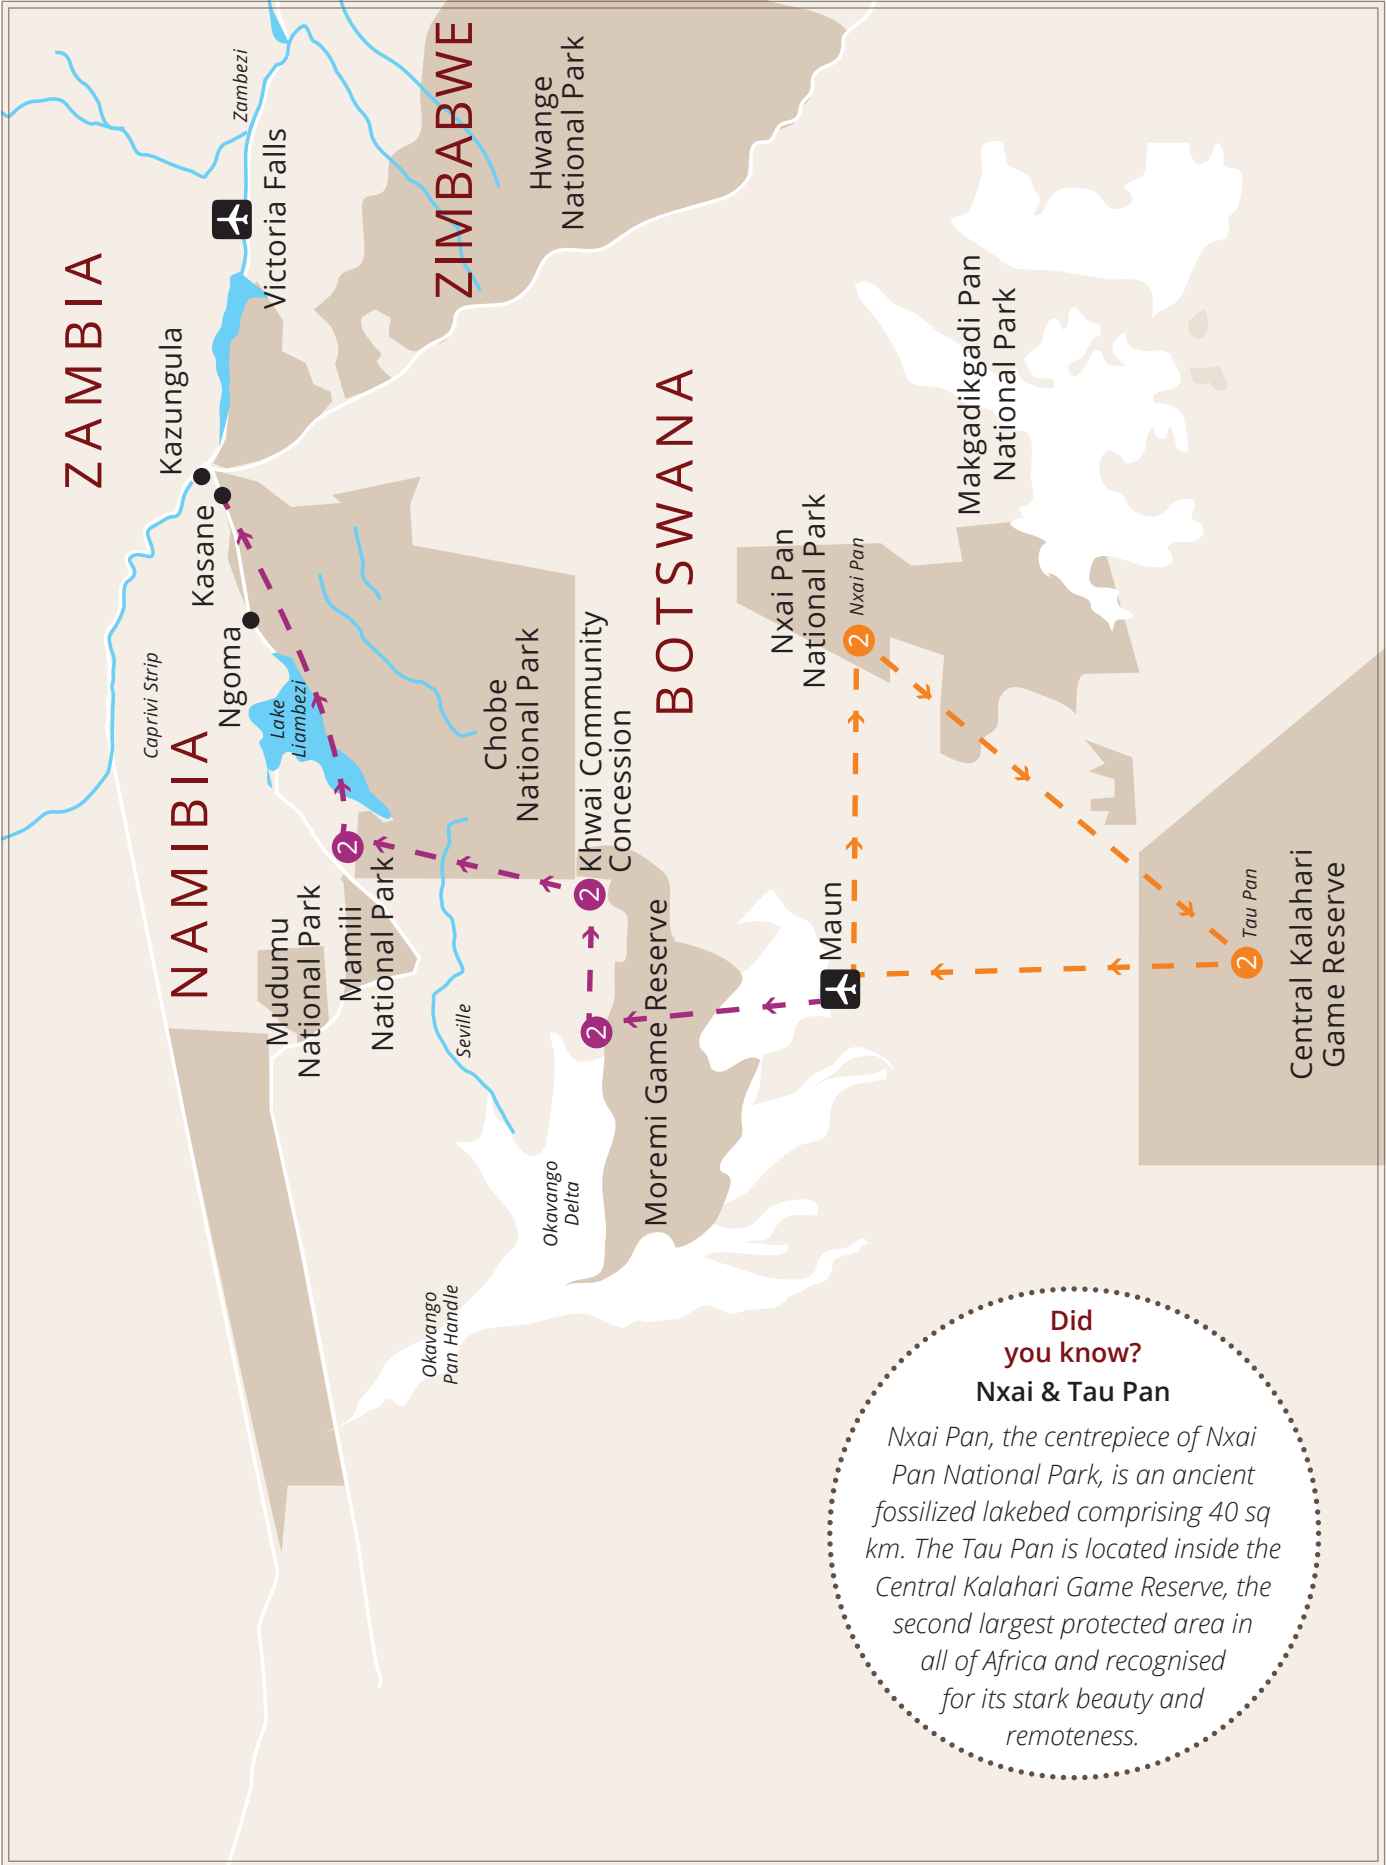 ZAMBIA
NAMIBIA
ZIMBABWE
BOTSWANA
Zambezi
Victoria Falls
Kazungula
Kasane
Ngoma
Caprivi Strip
Lake
Liambezi
Hwange
National Park
Chobe
National Park
Khwai Community
Concession
Mudumu
National Park
Mamili
National Park
Seville
Okavango
Delta
Okavango
Pan Handle
Moremi Game Reserve
Maun
Nxai Pan
National Park
Nxai Pan
Makgadikgadi Pan
National Park
Tau Pan
Central Kalahari
Game Reserve
2
2
2
2
2
Did
you know?
Nxai & Tau Pan
Nxai Pan, the centrepiece of Nxai
Pan National Park, is an ancient
fossilized lakebed comprising 40 sq
km. The Tau Pan is located inside the
Central Kalahari Game Reserve, the
second largest protected area in
all of Africa and recognised
for its stark beauty and
remoteness.